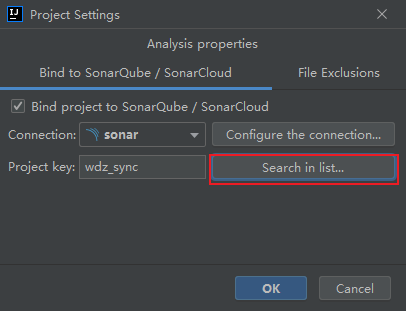 IJ
Project Settings
Analysis properties
Bind to SonarQube / SonarCloud
File Exclusions
Bind project to SonarQube / SonarCloud
Connection: sonar Configure the connection...
Project key: wdz_sync Search in list...
OK Cancel